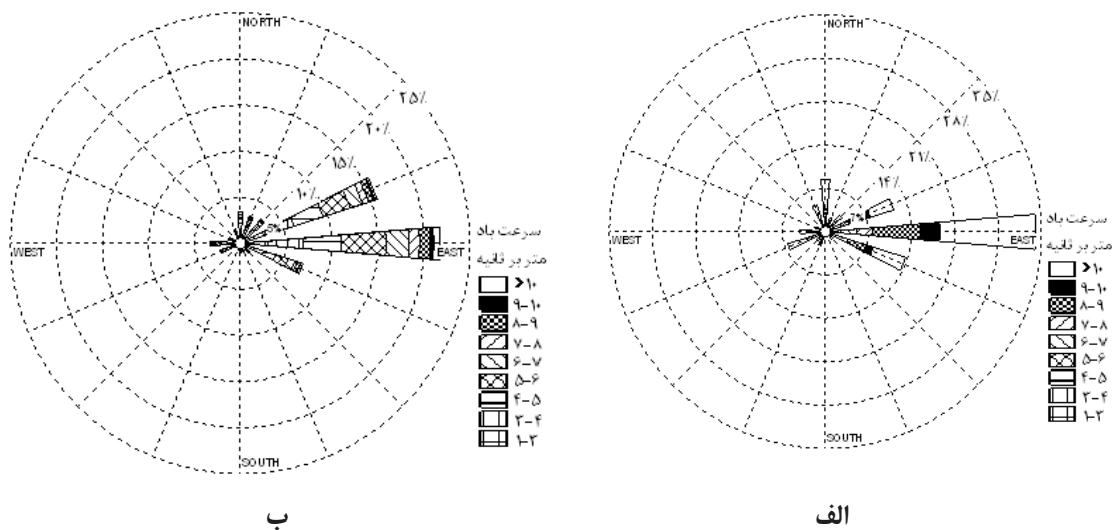 NORTH
۳۵٪
۲۸٪
۲۱٪
۱۴٪
۷٪
WEST
EAST
SOUTH
سرعت باد
متر بر ثانیه
>۱۰
۹-۱۰
۸-۹
۷-۸
۶-۷
۵-۶
۴-۵
۳-۴
۱-۳
الف
NORTH
۲۵٪
۲۰٪
۱۵٪
۱۰٪
۵٪
WEST
EAST
SOUTH
سرعت باد
متر بر ثانیه
>۱۰
۹-۱۰
۸-۹
۷-۸
۶-۷
۵-۶
۴-۵
۳-۴
۱-۳
ب